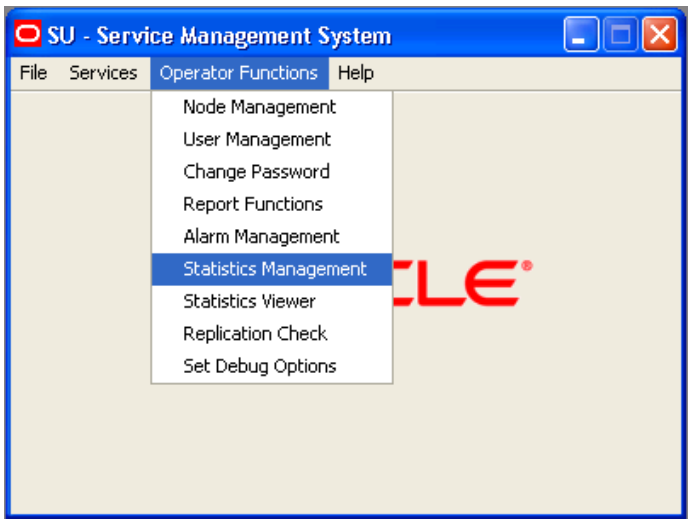 SU - Service Management System
File Services Operator Functions Help
Node Management
User Management
Change Password
Report Functions
Alarm Management
Statistics Management
Statistics Viewer
Replication Check
Set Debug Options
CLE®